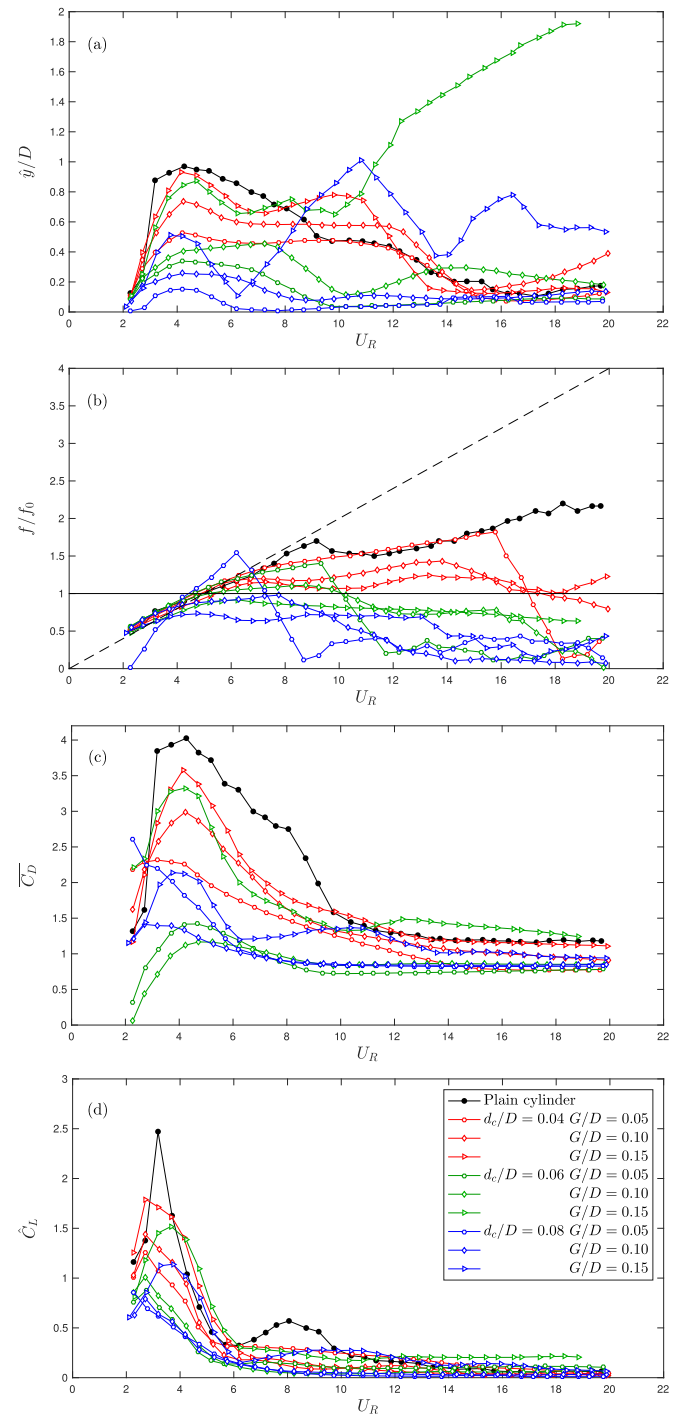 2
1.8
1.6
1.4
1.2
1
0.8
0.6
0.4
0.2
0
(a)
ŷ/D
0 2 4 6 8 10 12 14 16 18 20 22
U_R
4
3.5
3
2.5
2
1.5
1
0.5
0
(b)
f/f_0
0 2 4 6 8 10 12 14 16 18 20 22
U_R
4
3.5
3
2.5
2
1.5
1
0.5
0
(c)
\overline{C_D}
0 2 4 6 8 10 12 14 16 18 20 22
U_R
3
2.5
2
1.5
1
0.5
0
(d)
Ĉ_L
0 2 4 6 8 10 12 14 16 18 20 22
U_R
Plain cylinder
d_c/D = 0.04 G/D = 0.05
G/D = 0.10
G/D = 0.15
d_c/D = 0.06 G/D = 0.05
G/D = 0.10
G/D = 0.15
d_c/D = 0.08 G/D = 0.05
G/D = 0.10
G/D = 0.15